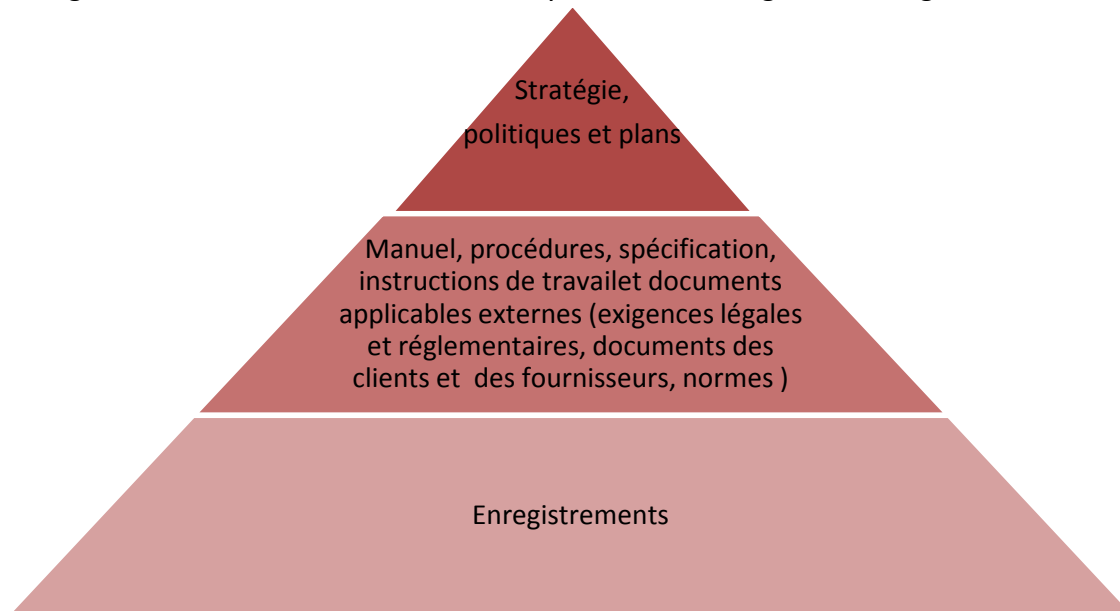 Stratégie,
politiques et plans
Manuel, procédures, spécification,
instructions de travailet documents
applicables externes (exigences légales
et réglementaires, documents des
clients et  des fournisseurs, normes )
Enregistrements